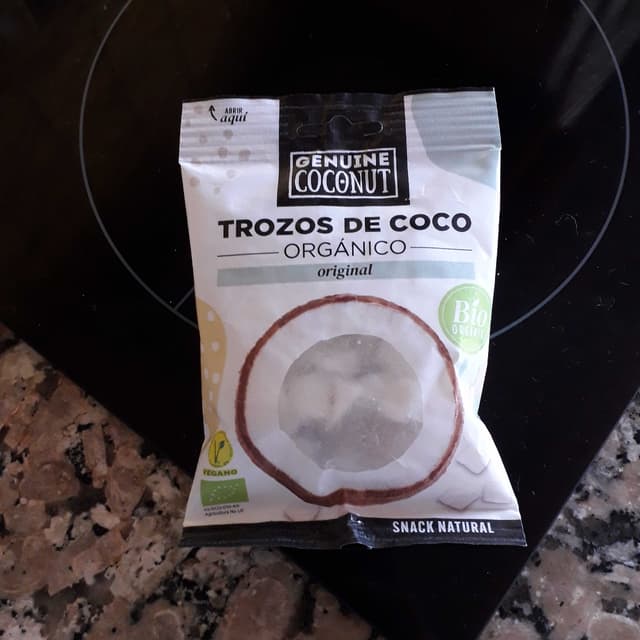 ABRIR
aquí
GENUINE
COCONUT
TROZOS DE COCO
ORGÁNICO
original
Bio
VEGANO
SNACK NATURAL